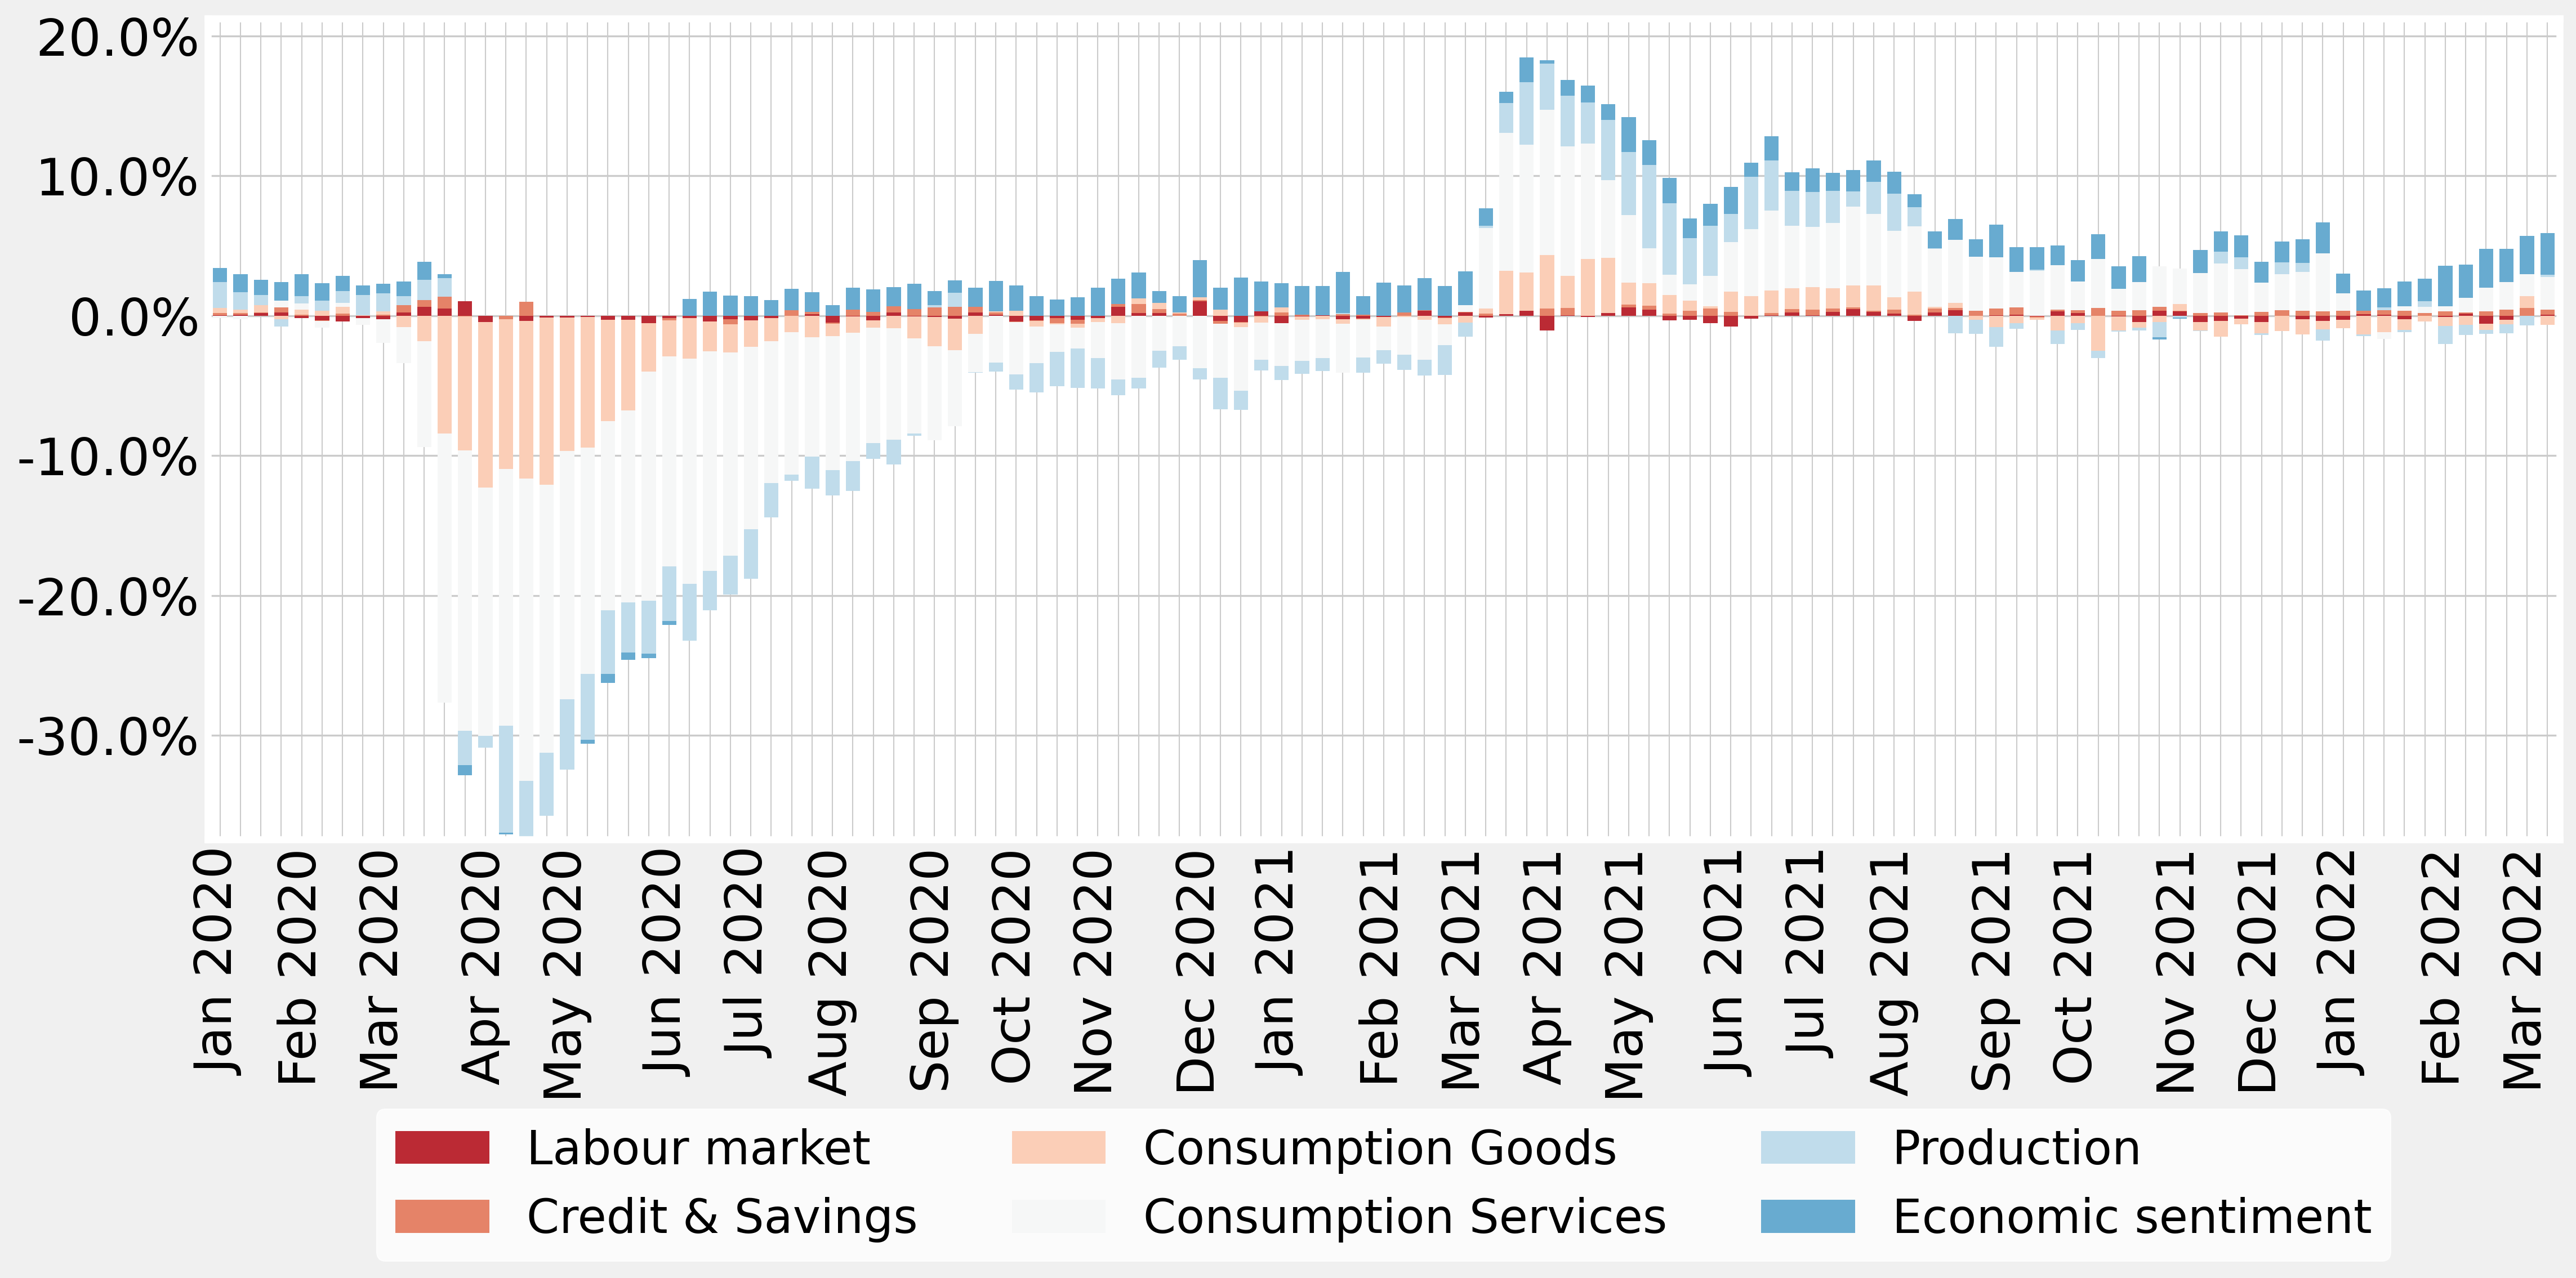 20.0%
10.0%
0.0%
-10.0%
-20.0%
-30.0%
Jan 2020
Feb 2020
Mar 2020
Apr 2020
May 2020
Jun 2020
Jul 2020
Aug 2020
Sep 2020
Oct 2020
Nov 2020
Dec 2020
Jan 2021
Feb 2021
Mar 2021
Apr 2021
May 2021
Jun 2021
Jul 2021
Aug 2021
Sep 2021
Oct 2021
Nov 2021
Dec 2021
Jan 2022
Feb 2022
Mar 2022
Labour market
Credit & Savings
Consumption Goods
Consumption Services
Production
Economic sentiment